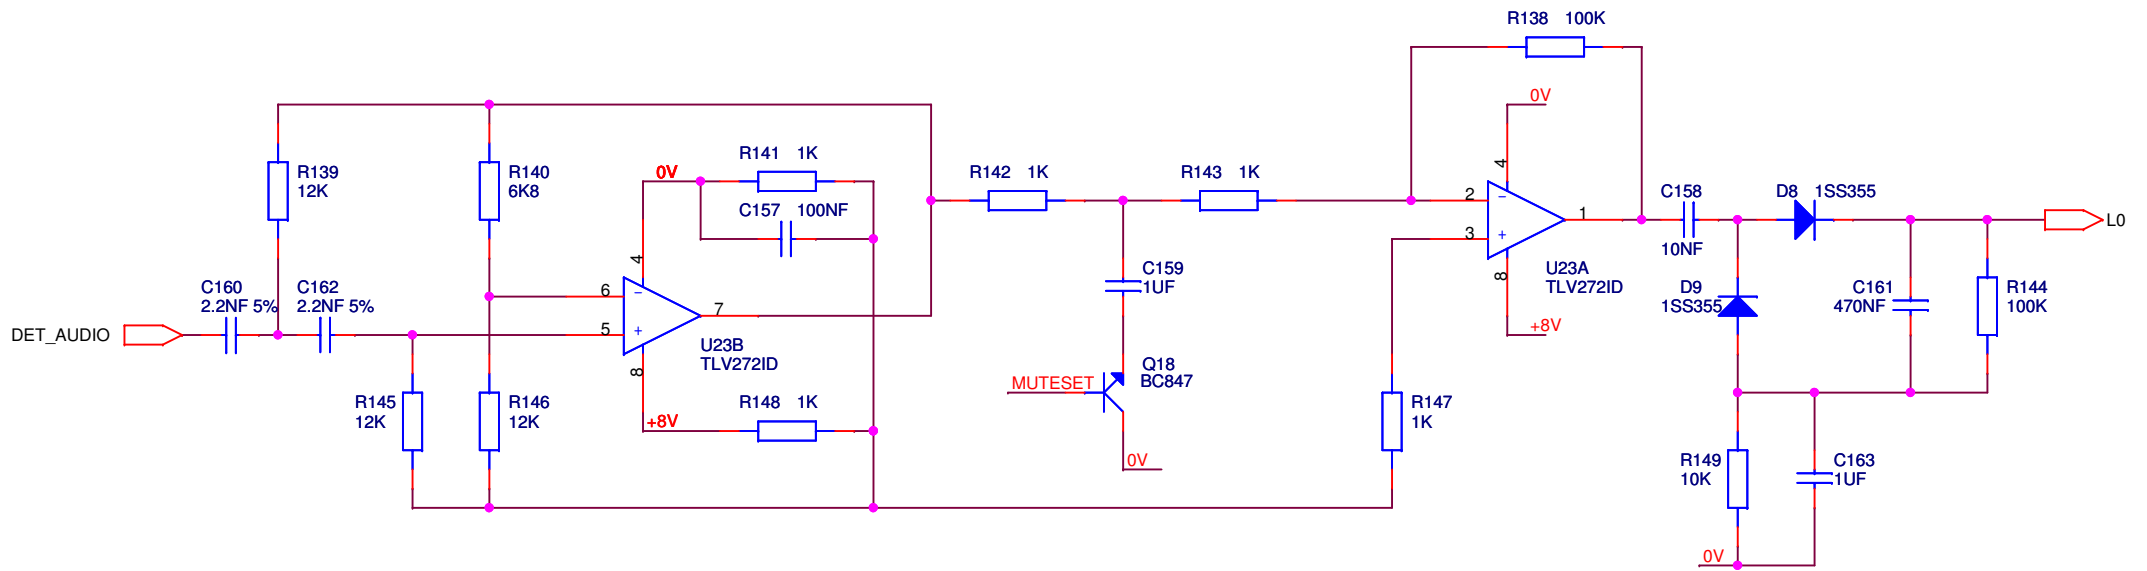 R138 100K
0V
4
R141 1K
0V
R139
12K
R140
6K8
R142 1K
R143 1K
2
−
C158
10NF
D8 1SS355
1
L0
C157 100NF
3
+
4
C159
1UF
8
U23A
TLV272ID
D9
1SS355
C161
470NF
R144
100K
C160
2.2NF 5%
C162
2.2NF 5%
6
−
7
+8V
DET_AUDIO
5
+
U23B
TLV272ID
8
Q18
BC847
MUTESET
R145
12K
R146
12K
R148 1K
+8V
R147
1K
0V
R149
10K
C163
1UF
0V